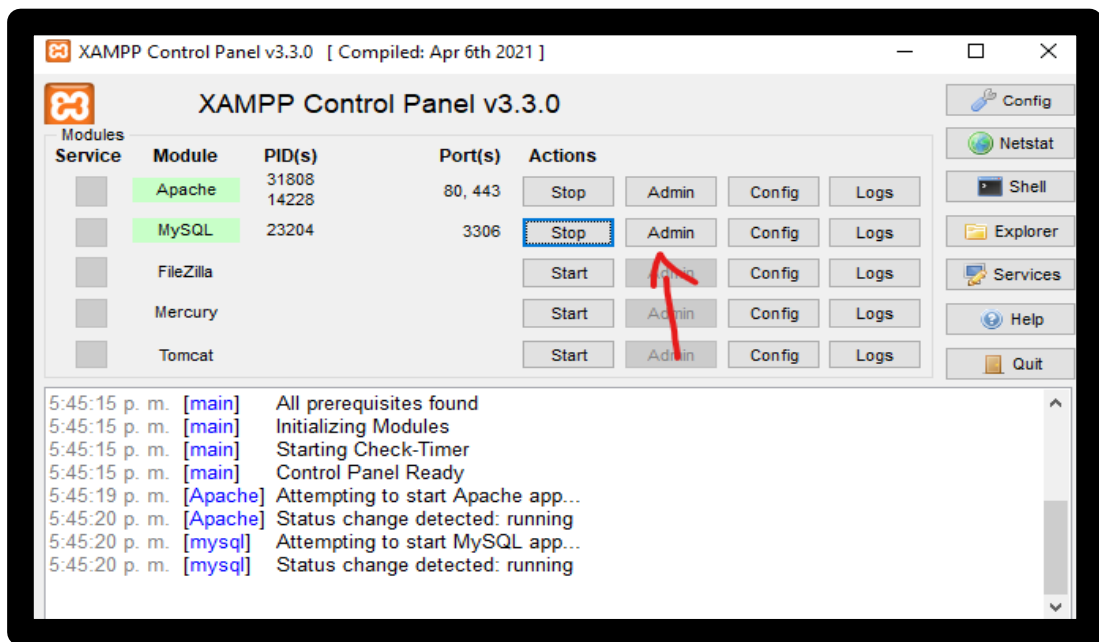 XAMPP Control Panel v3.3.0 [ Compiled: Apr 6th 2021 ]
XAMPP Control Panel v3.3.0
Config
Modules
Netstat
Service Module PID(s) Port(s) Actions
Apache 31808 14228 80, 443 Stop Admin Config Logs
Shell
MySQL 23204 3306 Stop Admin Config Logs
Explorer
FileZilla Start Admin Config Logs
Services
Mercury Start Admin Config Logs
Help
Tomcat Start Admin Config Logs
Quit
5:45:15 p. m. [main] All prerequisites found
5:45:15 p. m. [main] Initializing Modules
5:45:15 p. m. [main] Starting Check-Timer
5:45:15 p. m. [main] Control Panel Ready
5:45:19 p. m. [Apache] Attempting to start Apache app...
5:45:20 p. m. [Apache] Status change detected: running
5:45:20 p. m. [mysql] Attempting to start MySQL app...
5:45:20 p. m. [mysql] Status change detected: running